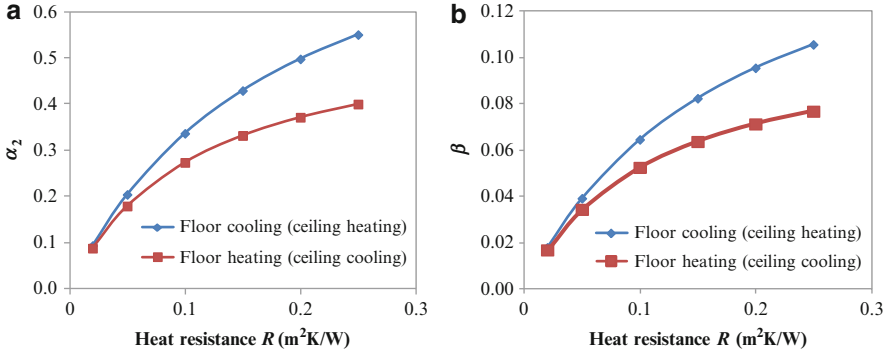 a
0.6
0.5
0.4
0.3
0.2
0.1
0.0
α₂
Floor cooling (ceiling heating)
Floor heating (ceiling cooling)
0
0.1
0.2
0.3
Heat resistance R (m²K/W)
b
0.12
0.10
0.08
0.06
0.04
0.02
0.00
β
Floor cooling (ceiling heating)
Floor heating (ceiling cooling)
0
0.1
0.2
0.3
Heat resistance R (m²K/W)